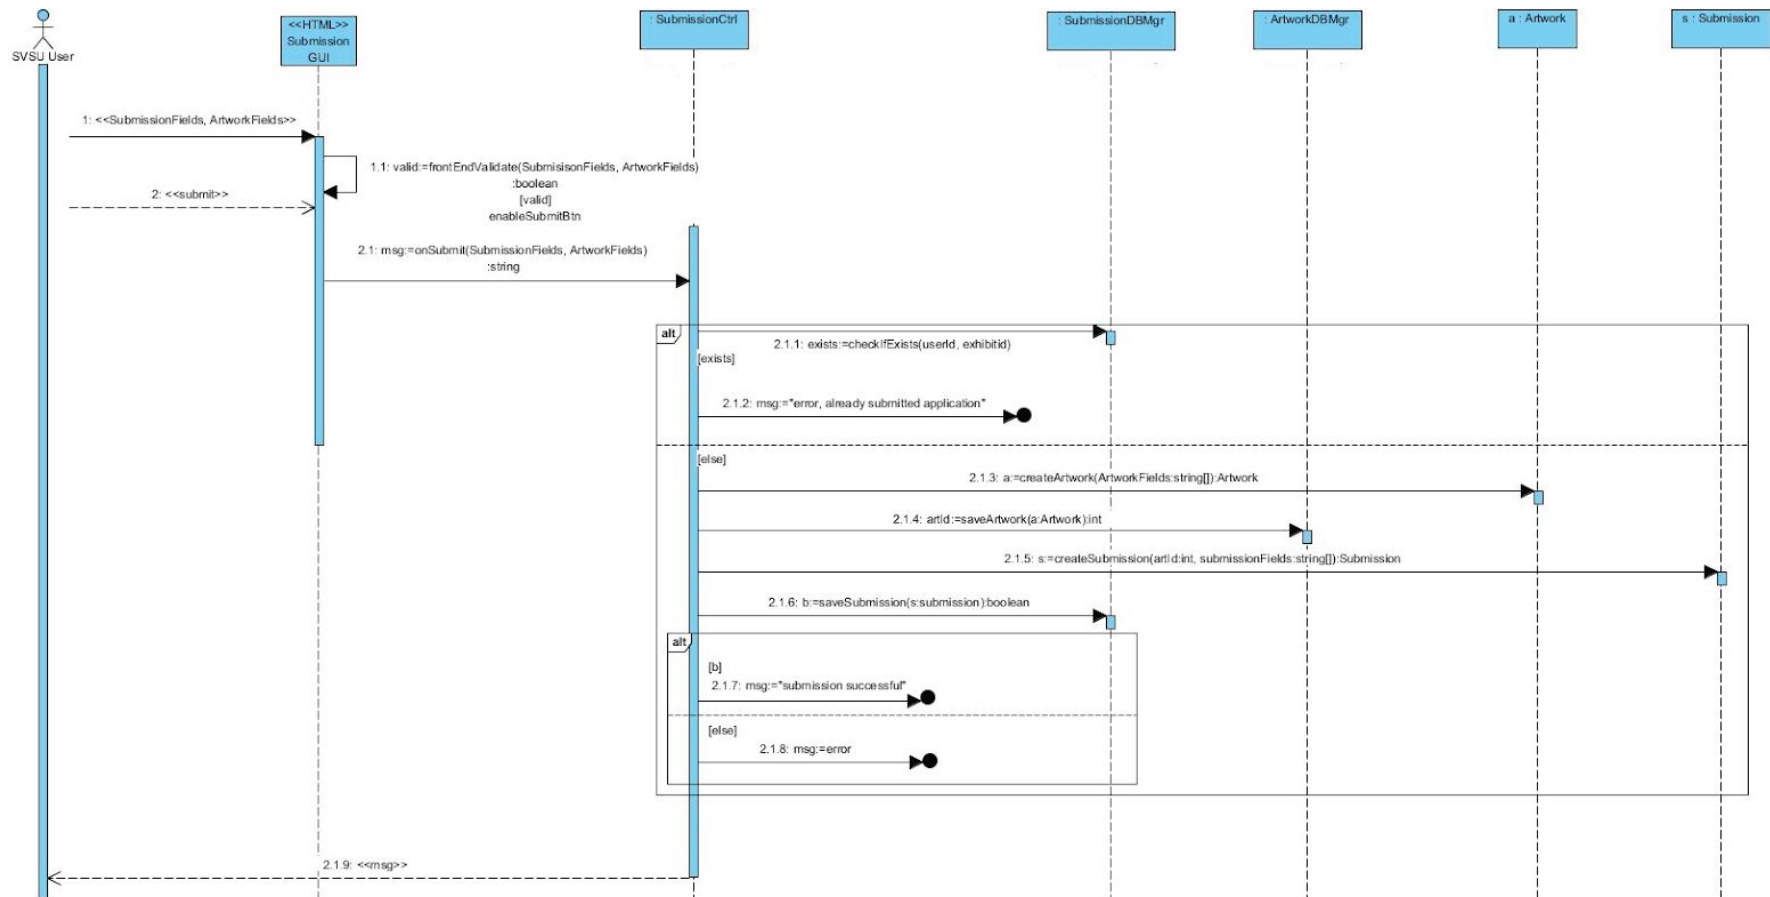 SVSU User
<<HTML>>
Submission
GUI
: SubmissionCtrl
: SubmissionDBMgr
: ArtworkDBMgr
a : Artwork
s : Submission
1: <<SubmissionFields, ArtworkFields>>
1.1: valid:=frontEndValidate(SubmisisonFields, ArtworkFields)
:boolean
[valid]
enableSubmitBtn
2: <<submit>>
2.1: msg:=onSubmit(SubmissionFields, ArtworkFields)
:string
alt
2.1.1: exists:=checkIfExists(userId, exhibitid)
[exists]
2.1.2: msg:="error, already submitted application"
[else]
2.1.3: a:=createArtwork(ArtworkFields:string[]):Artwork
2.1.4: artId:=saveArtwork(a:Artwork):int
2.1.5: s:=createSubmission(artId:int, submissionFields:string[]):Submission
2.1.6: b:=saveSubmission(s:submission):boolean
alt
[b]
2.1.7: msg:="submission successful"
[else]
2.1.8: msg:=error
2.1.9: <<msg>>